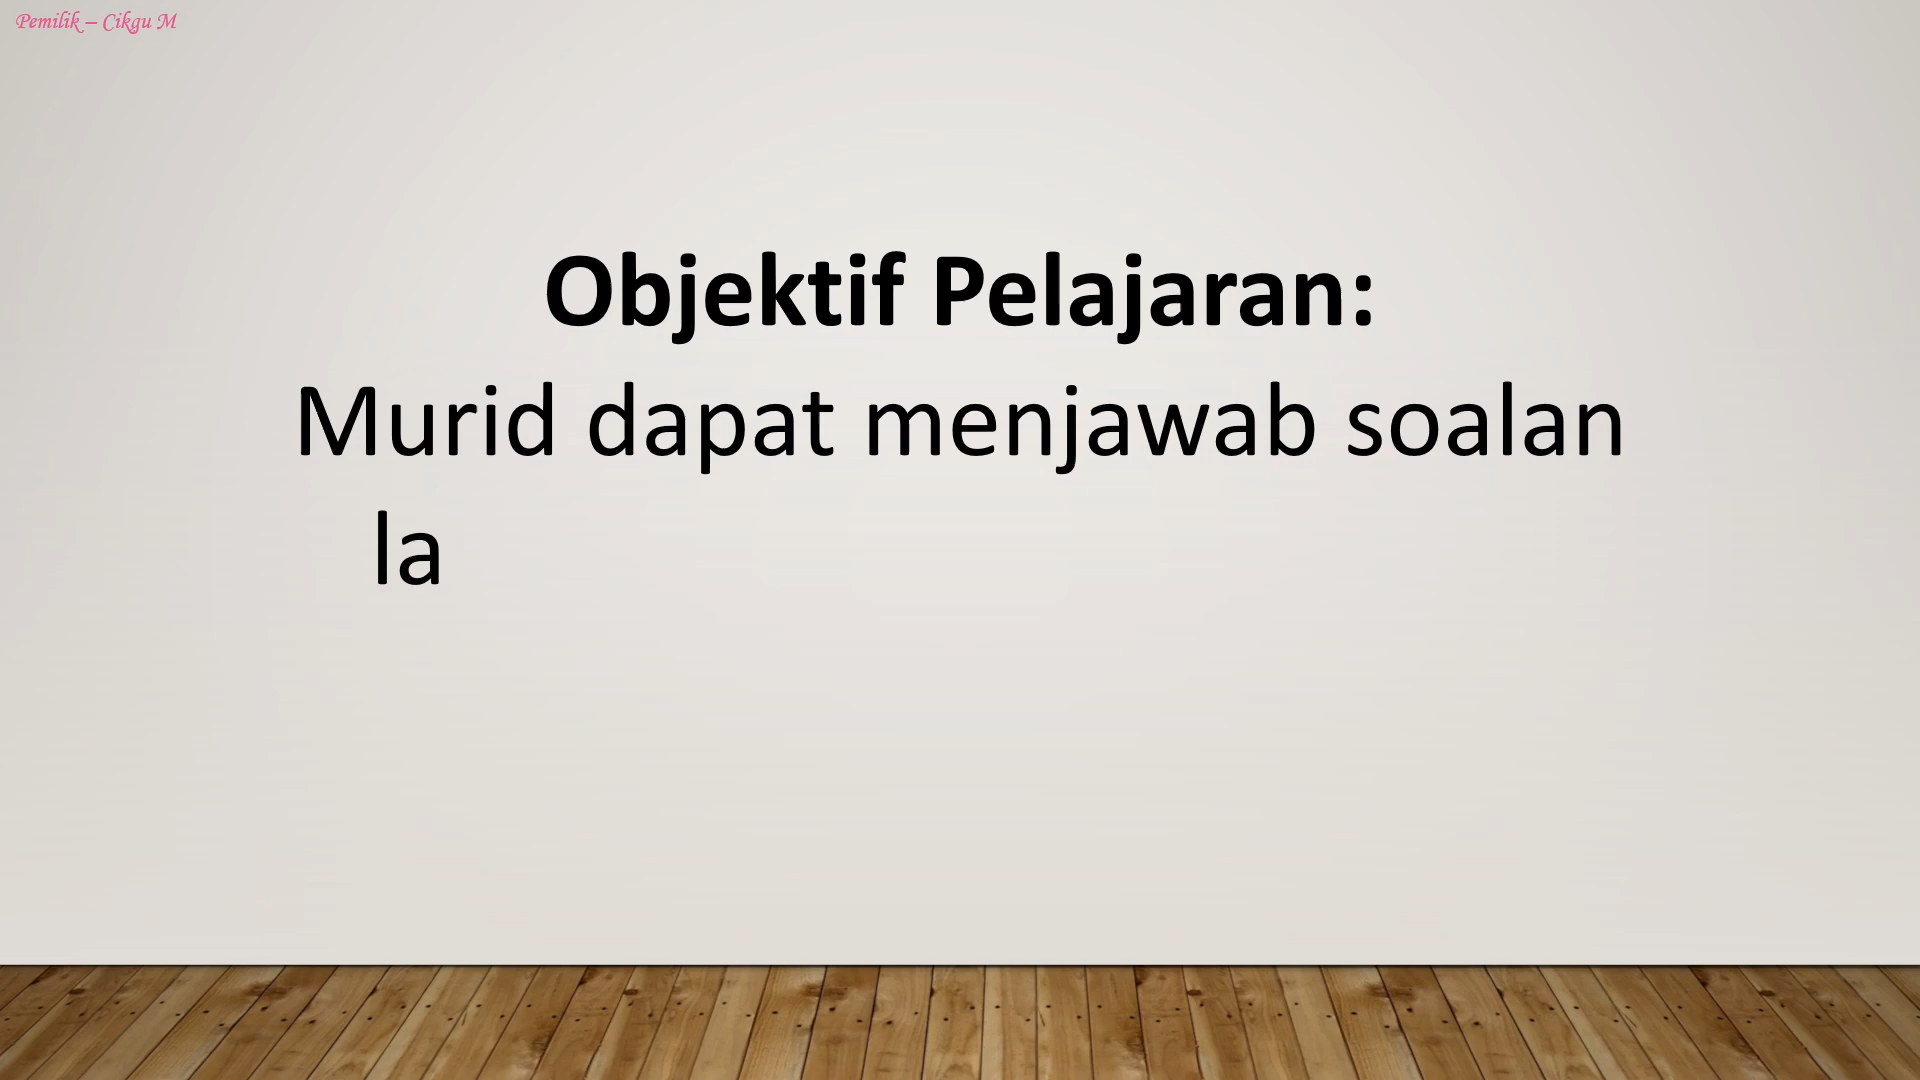 Pemilik – Cikgu M
Objektif Pelajaran:
Murid dapat menjawab soalan
la